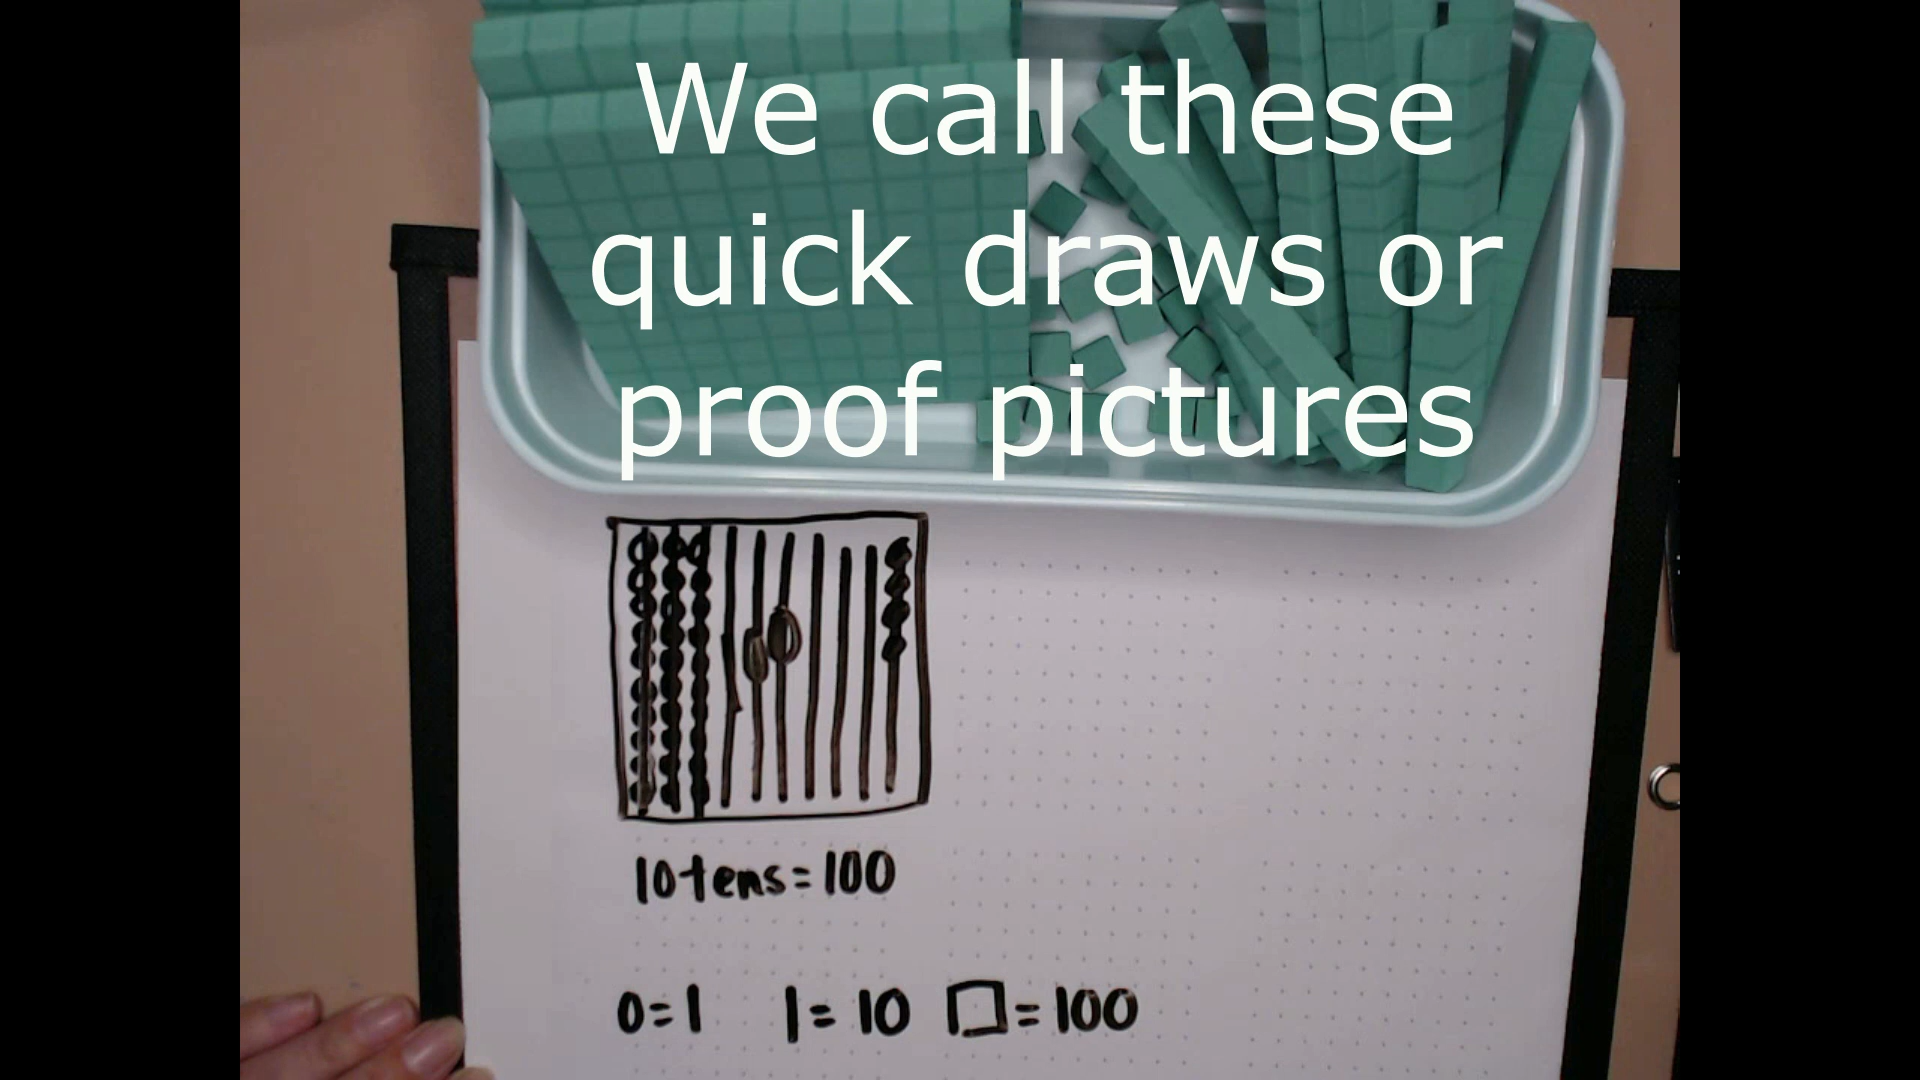 We call these
quick draws or
proof pictures
10 tens = 100
0 = 1 | = 10 □ = 100